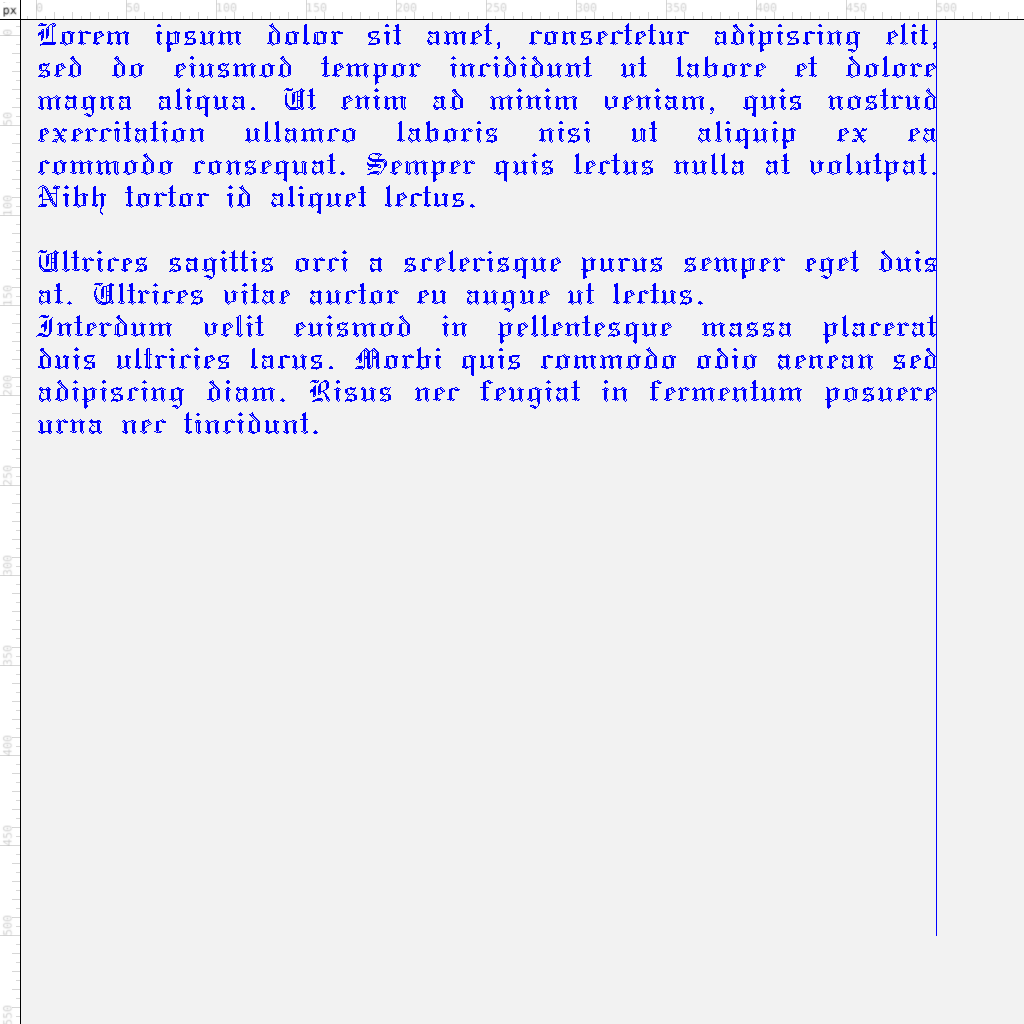 px
0 50 100 150 200 250 300 350 400 450 500
Lorem ipsum dolor sit amet, consectetur adipiscing elit,
sed do eiusmod tempor incididunt ut labore et dolore
magna aliqua. Ut enim ad minim veniam, quis nostrud
exercitation ullamco laboris nisi ut aliquip ex ea
commodo consequat. Semper quis lectus nulla at volutpat.
Nibh tortor id aliquet lectus.
Ultrices sagittis orci a scelerisque purus semper eget duis
at. Ultrices vitae auctor eu augue ut lectus.
Interdum velit euismod in pellentesque massa placerat
duis ultricies lacus. Morbi quis commodo odio aenean sed
adipiscing diam. Risus nec feugiat in fermentum posuere
urna nec tincidunt.
0
50
100
150
200
250
300
350
400
450
500
550